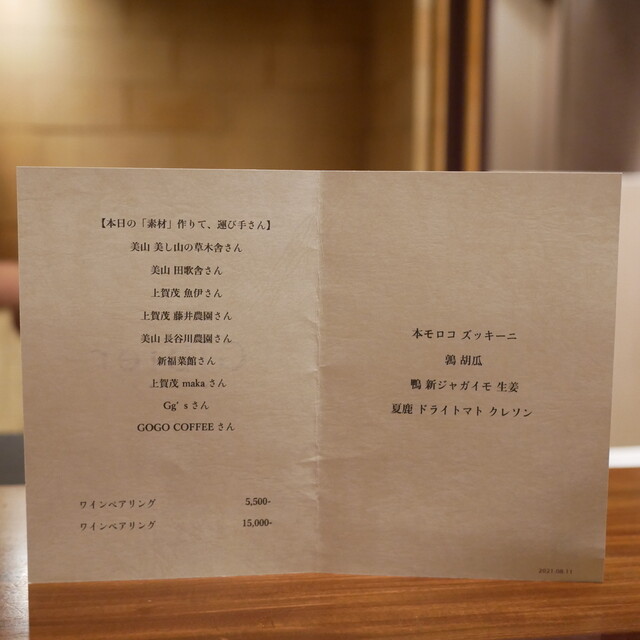 【本日の「素材」作りて、運び手さん】
美山 美し山の草木舎さん
美山 田歌舎さん
上賀茂 魚伊さん
上賀茂 藤井農園さん
美山 長谷川農園さん
新福菜館さん
上賀茂 maka さん
Gg’s さん
GOGO COFFEE さん
ワインペアリング 5,500-
ワインペアリング 15,000-
本モロコ ズッキーニ
鶉 胡瓜
鴨 新ジャガイモ 生姜
夏鹿 ドライトマト クレソン
2021.06.11